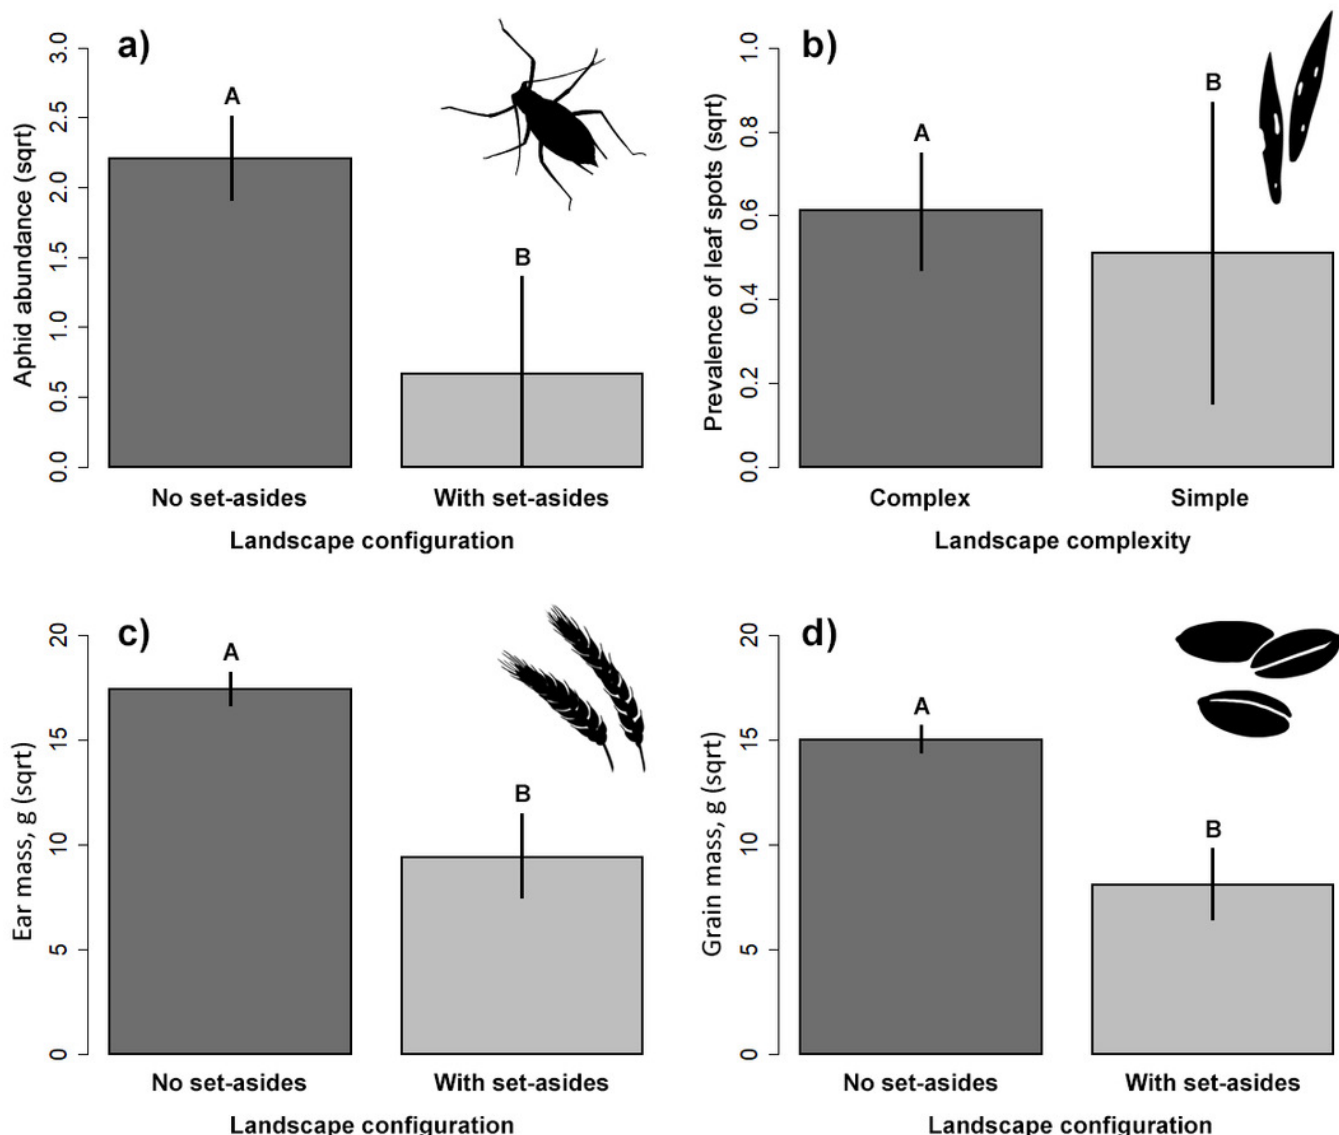 a)
Aphid abundance (sqrt)
3.0
2.5
2.0
1.5
1.0
0.5
0.0
A
B
No set-asides With set-asides
Landscape configuration
b)
Prevalence of leaf spots (sqrt)
1.0
0.8
0.6
0.4
0.2
0.0
A
B
Complex Simple
Landscape complexity
c)
Ear mass, g (sqrt)
20
15
10
5
0
A
B
No set-asides With set-asides
Landscape configuration
d)
Grain mass, g (sqrt)
20
15
10
5
0
A
B
No set-asides With set-asides
Landscape configuration